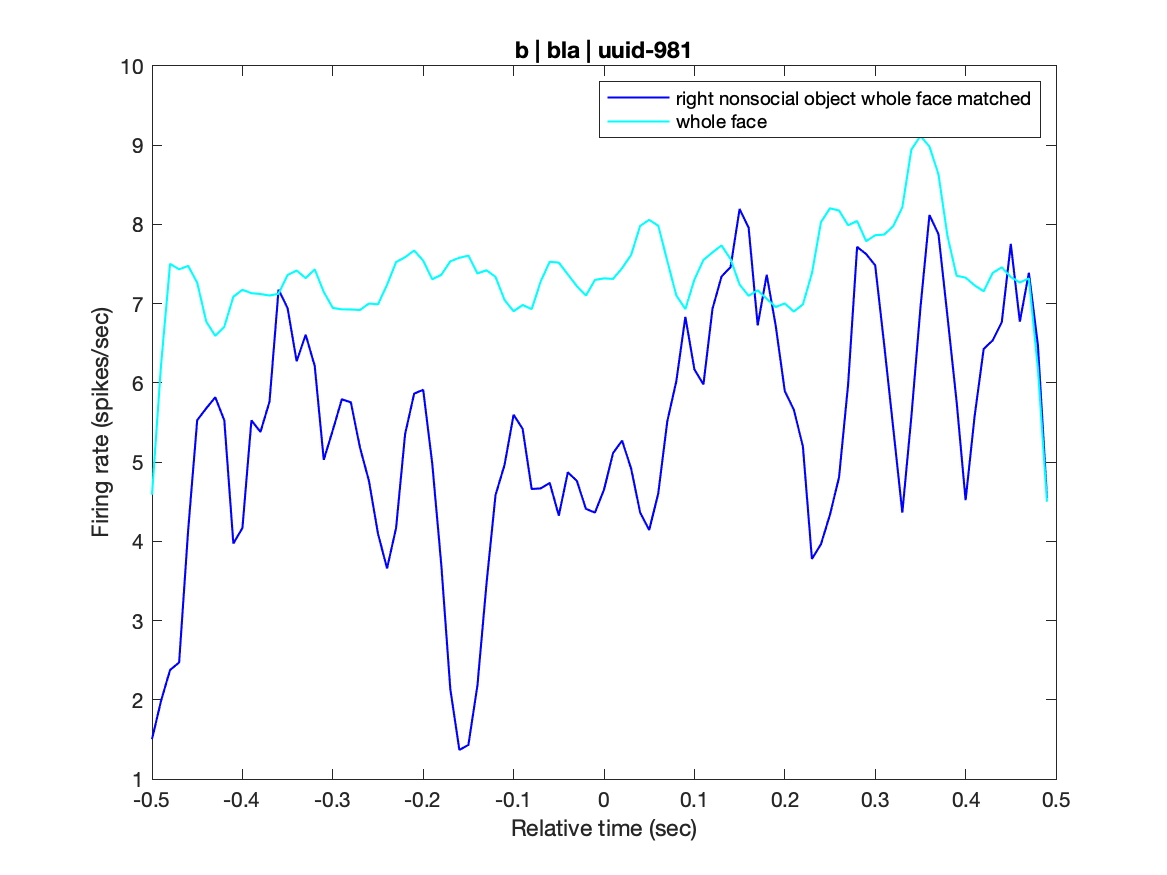 b | bla | uuid-981
right nonsocial object whole face matched
whole face
Firing rate (spikes/sec)
10
9
8
7
6
5
4
3
2
1
-0.5 -0.4 -0.3 -0.2 -0.1 0 0.1 0.2 0.3 0.4 0.5
Relative time (sec)